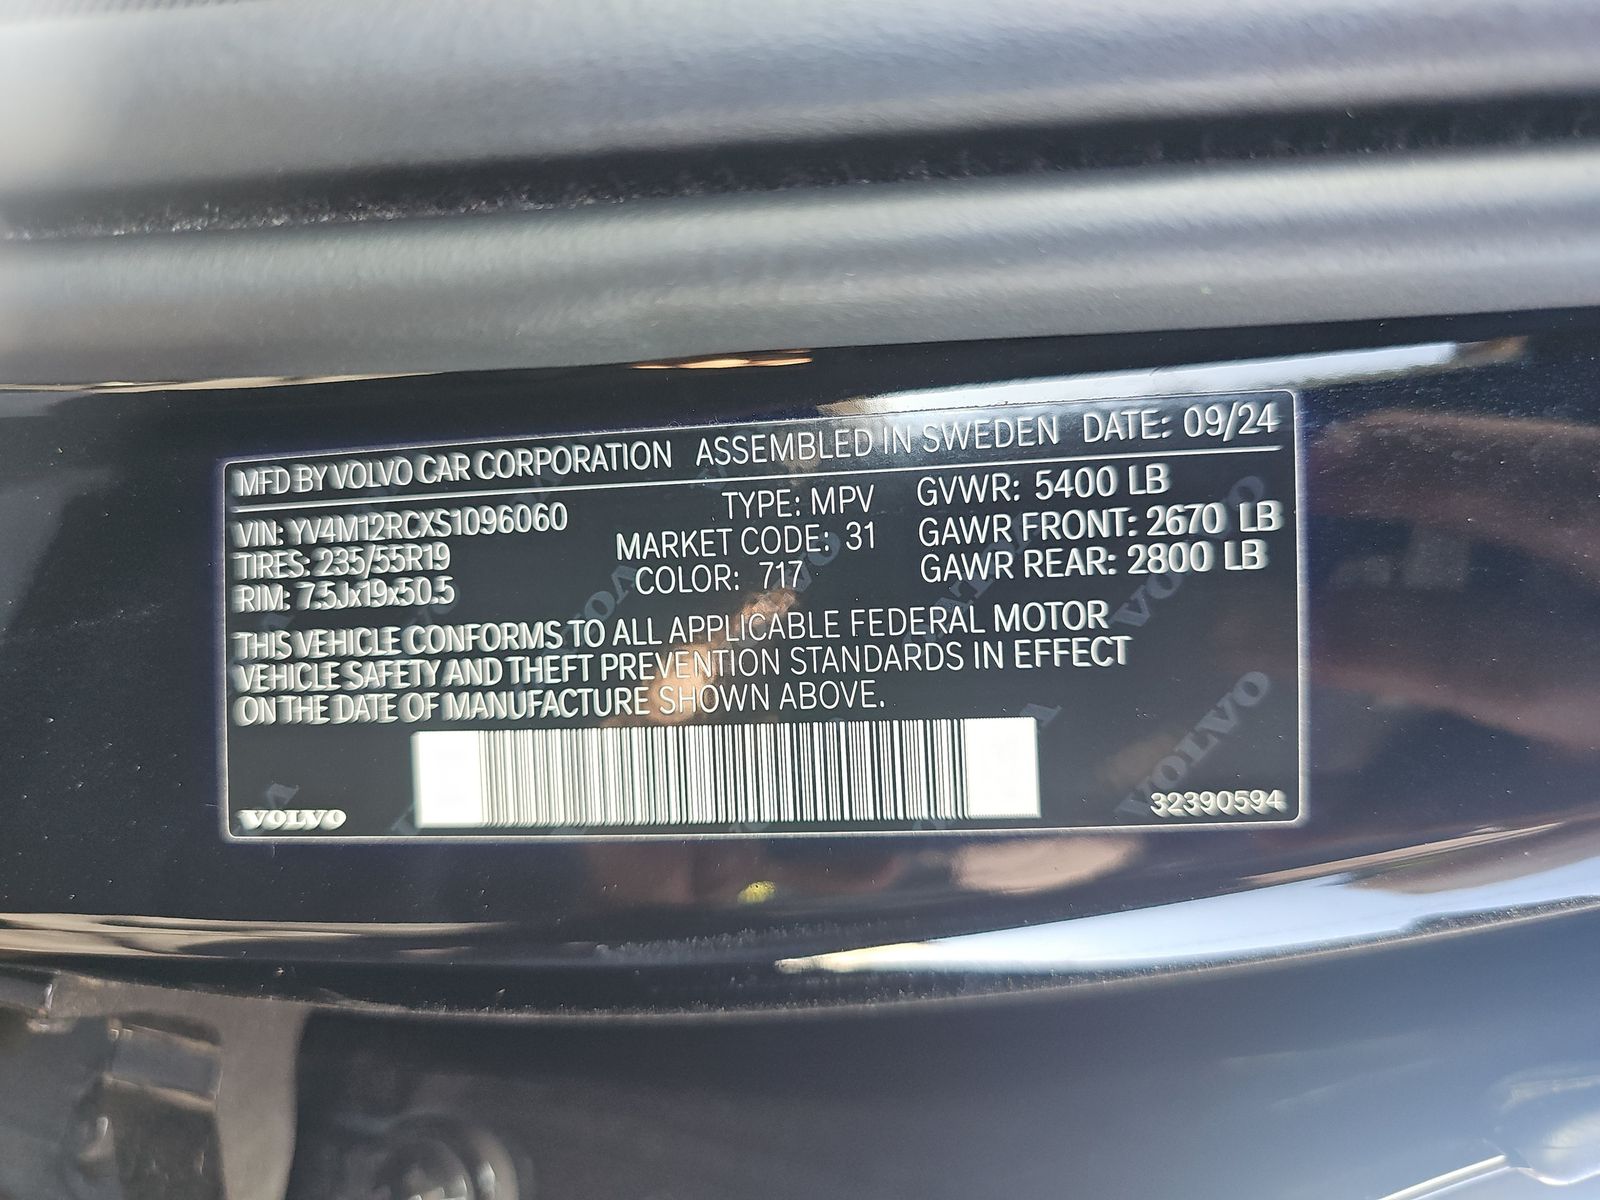 MFD BY VOLVO CAR CORPORATION ASSEMBLED IN SWEDEN DATE: 09/24
VIN: YV4M12RCXS1096060 TYPE: MPV GVWR: 5400 LB
TIRES: 235/55R19 MARKET CODE: 31 GAWR FRONT: 2670 LB
RIM: 7.5Jx19x50.5 COLOR: 717 GAWR REAR: 2800 LB
THIS VEHICLE CONFORMS TO ALL APPLICABLE FEDERAL MOTOR
VEHICLE SAFETY AND THEFT PREVENTION STANDARDS IN EFFECT
ON THE DATE OF MANUFACTURE SHOWN ABOVE.
VOLVO 32390594